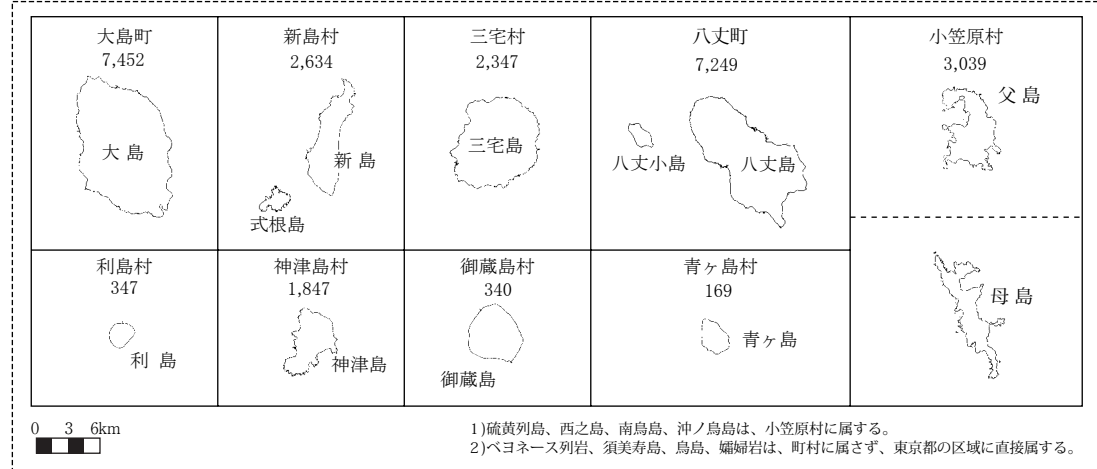 大島町
7,452
大 島
新島村
2,634
新 島
式根島
三宅村
2,347
三宅島
八丈町
7,249
八丈小島
八丈島
小笠原村
3,039
父 島
母 島
利島村
347
利 島
神津島村
1,847
神津島
御蔵島村
340
御蔵島
青ヶ島村
169
青ヶ島
0 3 6km
1)硫黄列島、西之島、南鳥島、沖ノ鳥島は、小笠原村に属する。
2)ベヨネース列岩、須美寿島、鳥島、孀婦岩は、町村に属さず、東京都の区域に直接属する。